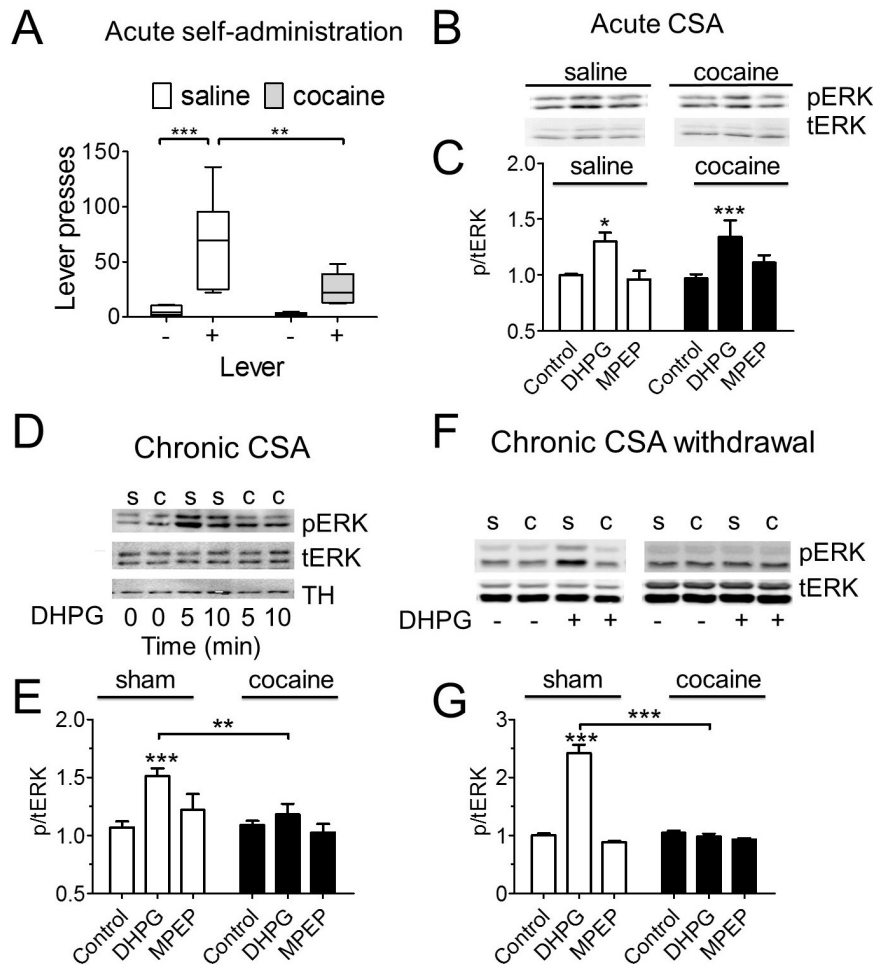 A
Acute self-administration
saline cocaine
*** **
150
100
50
0
Lever presses
- + - +
Lever
B
Acute CSA
saline cocaine
pERK
tERK
C
saline cocaine
2.0
1.5
1.0
0.5
p/tERK
* ***
Control DHPG MPEP Control DHPG MPEP
D
Chronic CSA
s c s s c c
pERK
tERK
TH
DHPG 0 0 5 10 5 10
Time (min)
E
sham cocaine
**
***
2.0
1.5
1.0
0.5
p/tERK
Control DHPG MPEP Control DHPG MPEP
F
Chronic CSA withdrawal
s c s c s c s c
pERK
tERK
DHPG - - + + - - + +
G
sham cocaine
***
***
3
2
1
0
p/tERK
Control DHPG MPEP Control DHPG MPEP